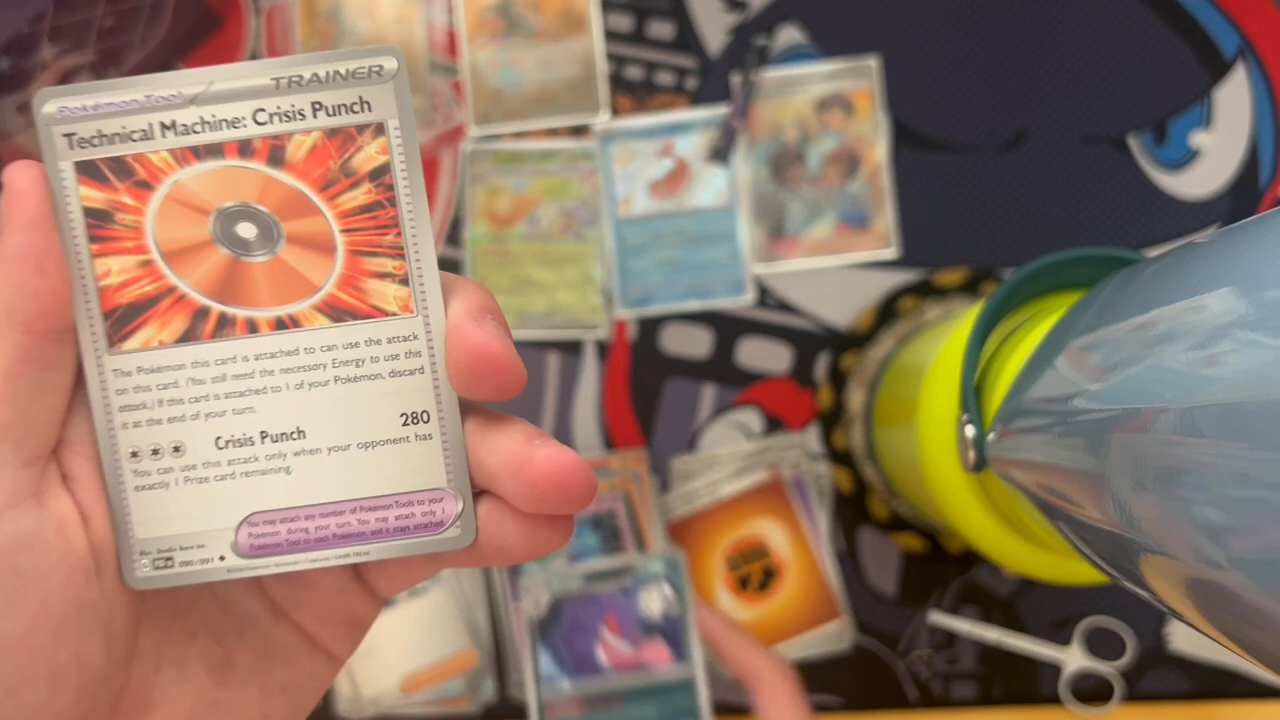 TRAINER
Pokémon Tool
Technical Machine: Crisis Punch
The Pokémon this card is attached to can use the attack
on this card. (You still need the necessary Energy to use this
attack.) If this card is attached to 1 of your Pokémon, discard
it at the end of your turn.
Crisis Punch 280
You can use this attack only when your opponent has
exactly 1 Prize card remaining.
You may attach any number of Pokémon Tools to your
Pokémon during your turn. You may attach only 1
Pokémon Tool to each Pokémon, and it stays attached.
090/091